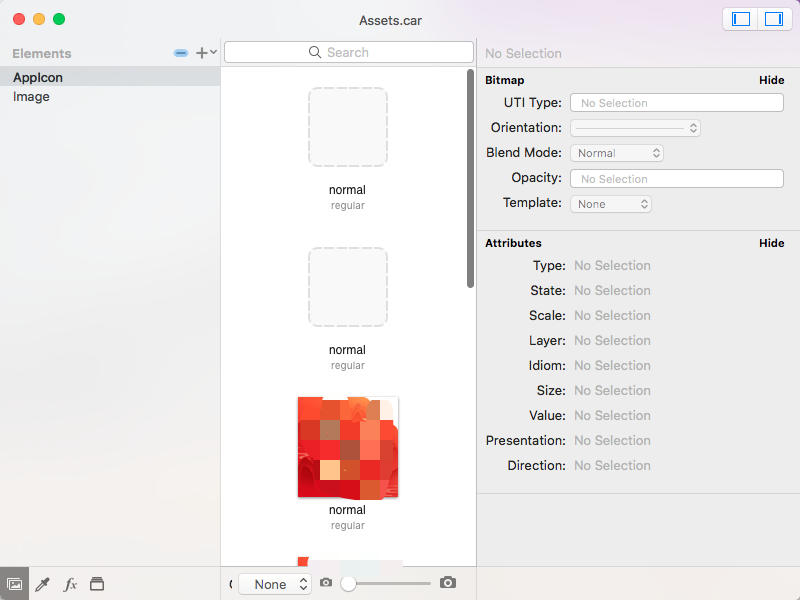 Assets.car
Elements
AppIcon
Image
Search
normal
regular
normal
regular
normal
regular
None
No Selection
Bitmap Hide
UTI Type: No Selection
Orientation:
Blend Mode: Normal
Opacity: No Selection
Template: None
Attributes Hide
Type: No Selection
State: No Selection
Scale: No Selection
Layer: No Selection
Idiom: No Selection
Size: No Selection
Value: No Selection
Presentation: No Selection
Direction: No Selection
fx